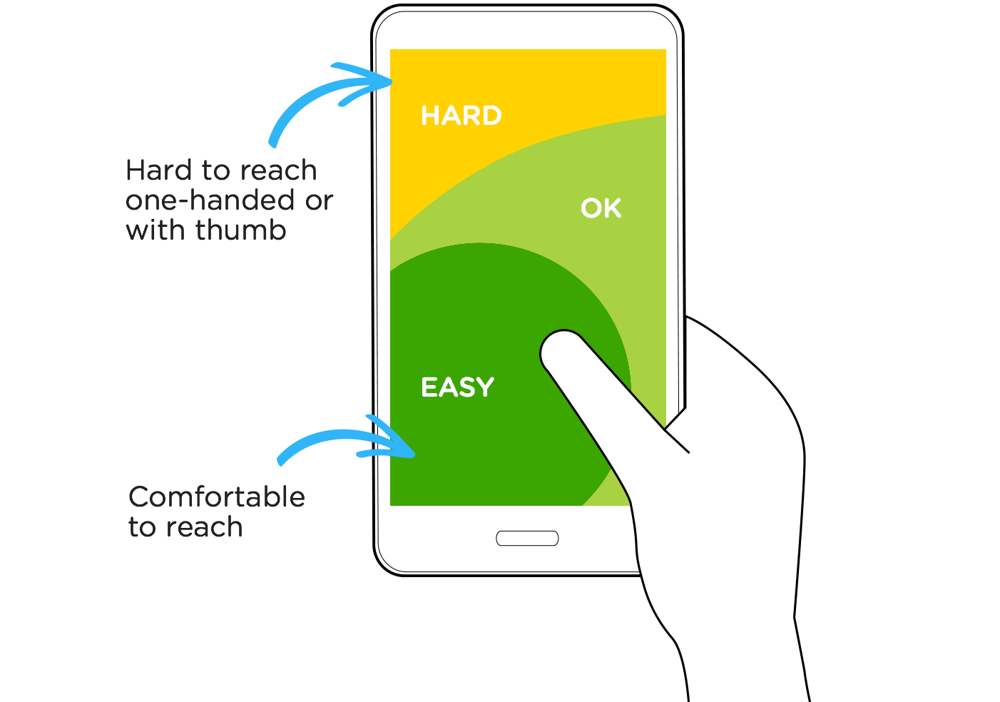 HARD
Hard to reach
one-handed or
with thumb
OK
EASY
Comfortable
to reach